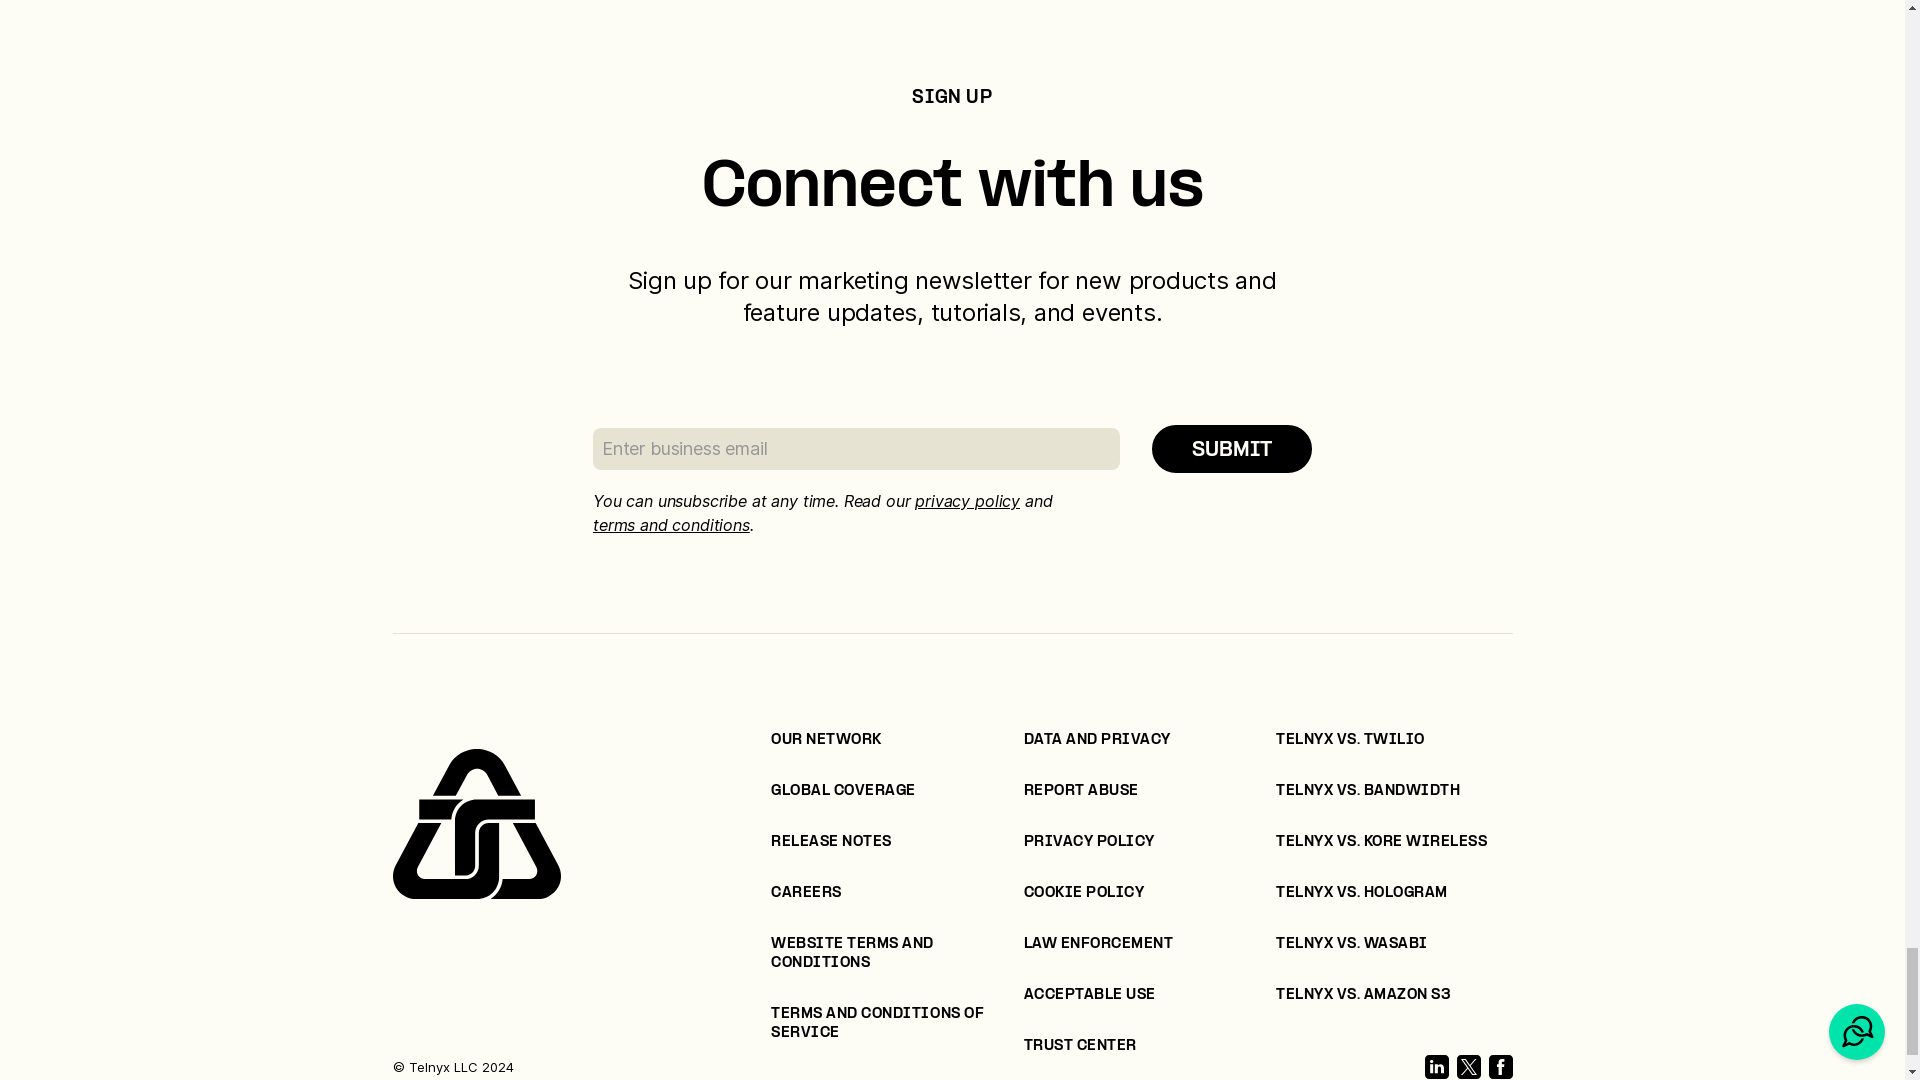 SIGN UP
Connect with us
Sign up for our marketing newsletter for new products and
feature updates, tutorials, and events.
Enter business email
SUBMIT
You can unsubscribe at any time. Read our privacy policy and
terms and conditions.
OUR NETWORK
GLOBAL COVERAGE
RELEASE NOTES
CAREERS
WEBSITE TERMS AND
CONDITIONS
TERMS AND CONDITIONS OF
SERVICE
DATA AND PRIVACY
REPORT ABUSE
PRIVACY POLICY
COOKIE POLICY
LAW ENFORCEMENT
ACCEPTABLE USE
TRUST CENTER
TELNYX VS. TWILIO
TELNYX VS. BANDWIDTH
TELNYX VS. KORE WIRELESS
TELNYX VS. HOLOGRAM
TELNYX VS. WASABI
TELNYX VS. AMAZON S3
© Telnyx LLC 2024